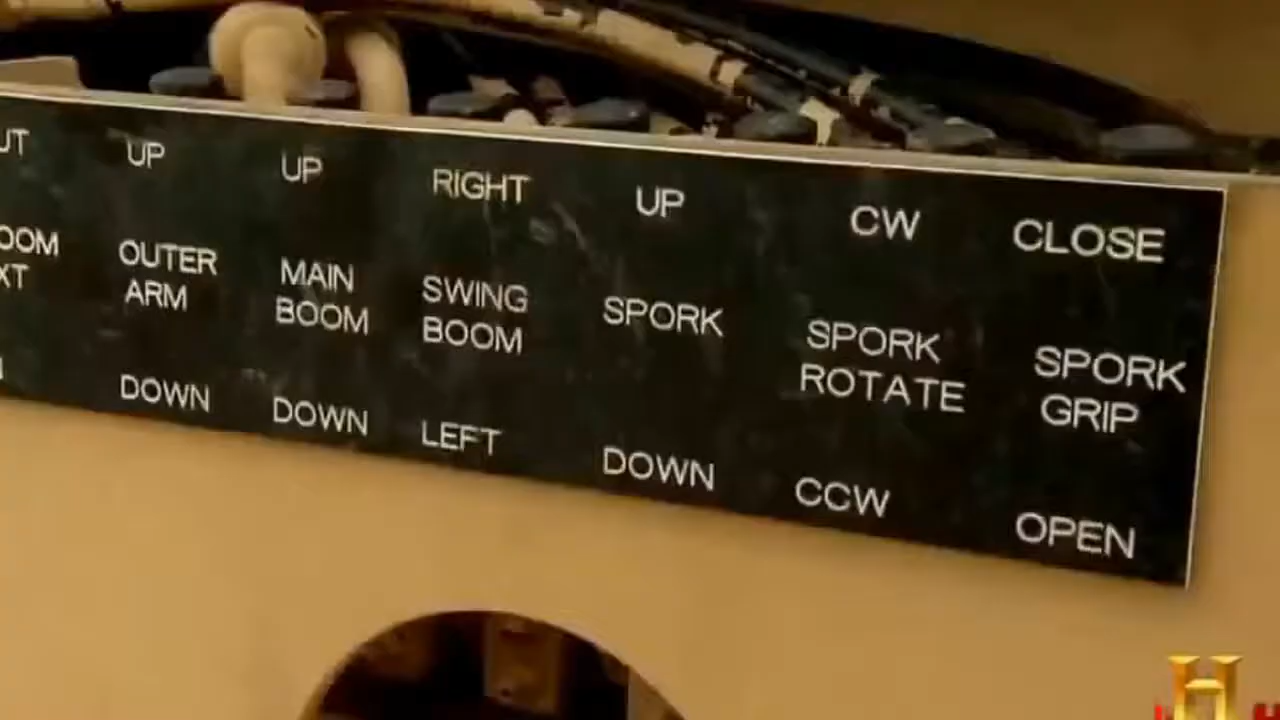 UP UP RIGHT UP CW CLOSE
OUTER MAIN SWING SPORK SPORK SPORK
ARM BOOM BOOM ROTATE GRIP
DOWN DOWN LEFT DOWN CCW OPEN
H